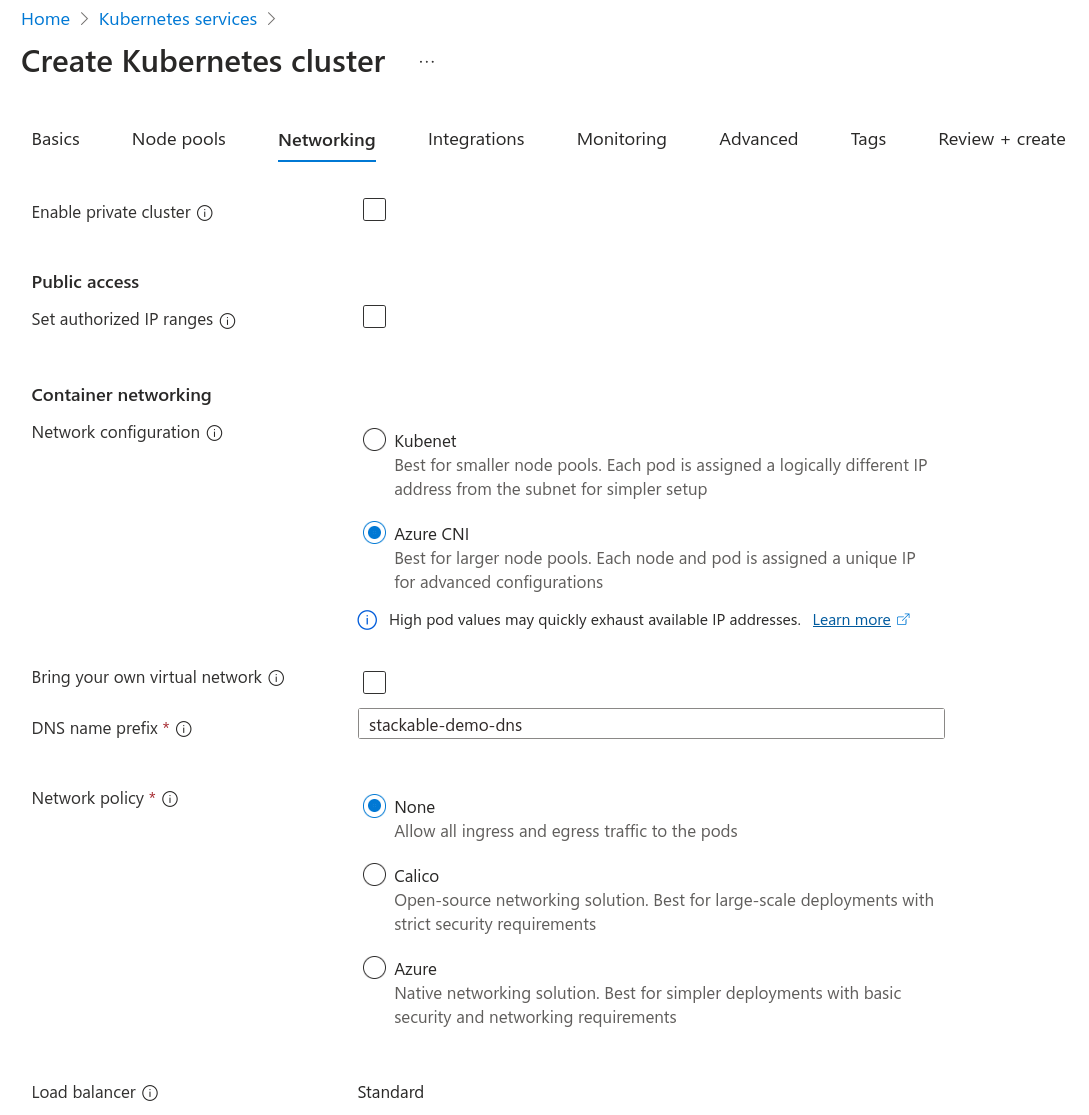 Home > Kubernetes services >
Create Kubernetes cluster ...
Basics Node pools Networking Integrations Monitoring Advanced Tags Review + create
Enable private cluster
Public access
Set authorized IP ranges
Container networking
Network configuration
Kubenet
Best for smaller node pools. Each pod is assigned a logically different IP
address from the subnet for simpler setup
Azure CNI
Best for larger node pools. Each node and pod is assigned a unique IP
for advanced configurations
High pod values may quickly exhaust available IP addresses. Learn more
Bring your own virtual network
DNS name prefix *
stackable-demo-dns
Network policy *
None
Allow all ingress and egress traffic to the pods
Calico
Open-source networking solution. Best for large-scale deployments with
strict security requirements
Azure
Native networking solution. Best for simpler deployments with basic
security and networking requirements
Load balancer
Standard